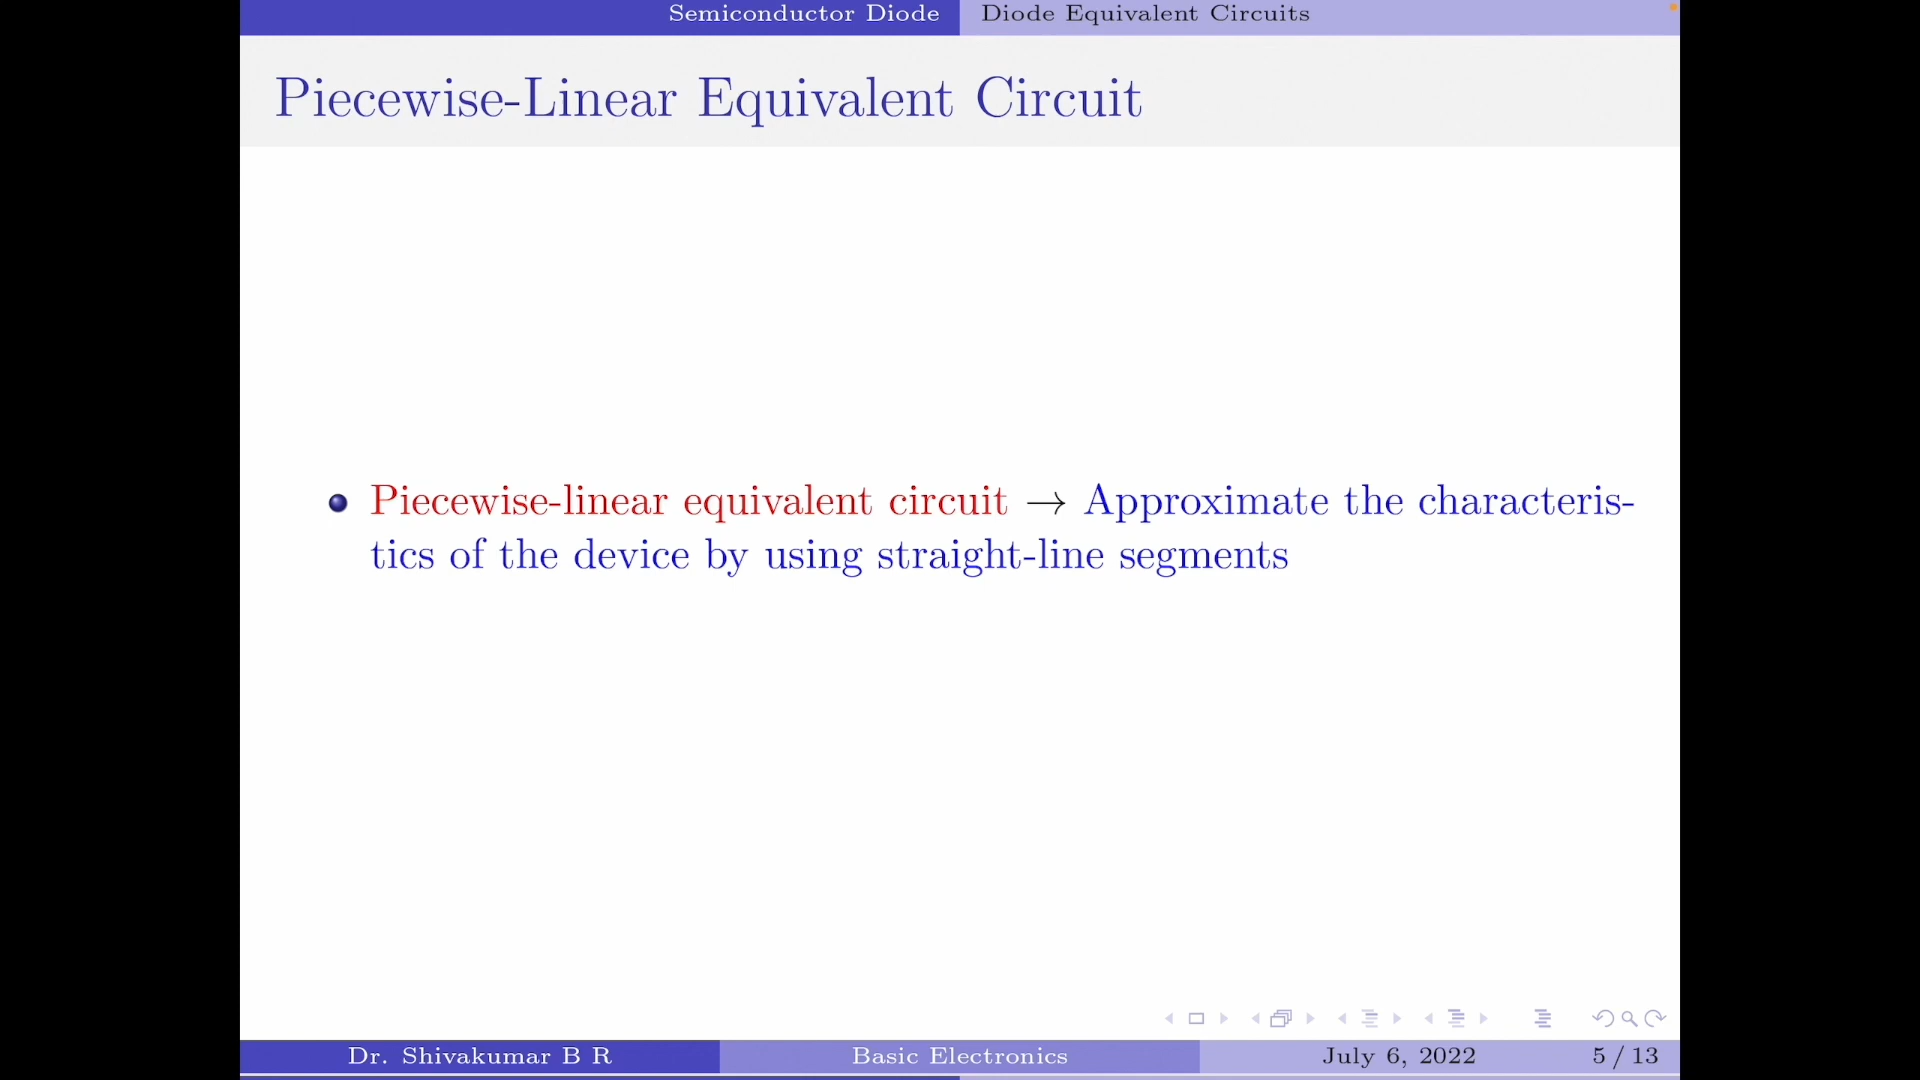 Semiconductor Diode Diode Equivalent Circuits
Piecewise-Linear Equivalent Circuit
Piecewise-linear equivalent circuit → Approximate the characteris-
tics of the device by using straight-line segments
Dr. Shivakumar B R Basic Electronics July 6, 2022 5 / 13